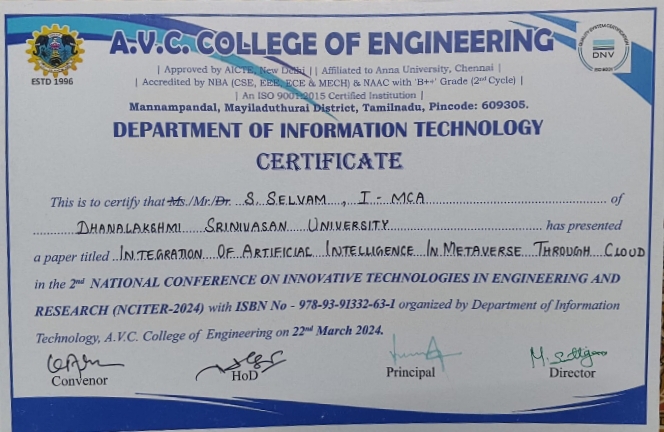 A.V.C. COLLEGE OF ENGINEERING
ESTD 1996
DNV
| Approved by AICTE, New Delhi | | Affiliated to Anna University, Chennai |
| Accredited by NBA (CSE, EEE, ECE & MECH) & NAAC with 'B++' Grade (2nd Cycle) |
| An ISO 9001:2015 Certified Institution |
Mannampandal, Mayiladuthurai District, Tamilnadu, Pincode: 609305.
DEPARTMENT OF INFORMATION TECHNOLOGY
CERTIFICATE
This is to certify that Ms./Mr./Dr. S. SELVAM, I - MCA of
DHANALAKSHMI SRINIVASAN UNIVERSITY has presented
a paper titled INTEGRATION OF ARTIFICIAL INTELLIGENCE IN METAVERSE THROUGH CLOUD
in the 2nd NATIONAL CONFERENCE ON INNOVATIVE TECHNOLOGIES IN ENGINEERING AND
RESEARCH (NCITER-2024) with ISBN No - 978-93-91332-63-1 organized by Department of Information
Technology, A.V.C. College of Engineering on 22nd March 2024.
Convenor HoD Principal Director